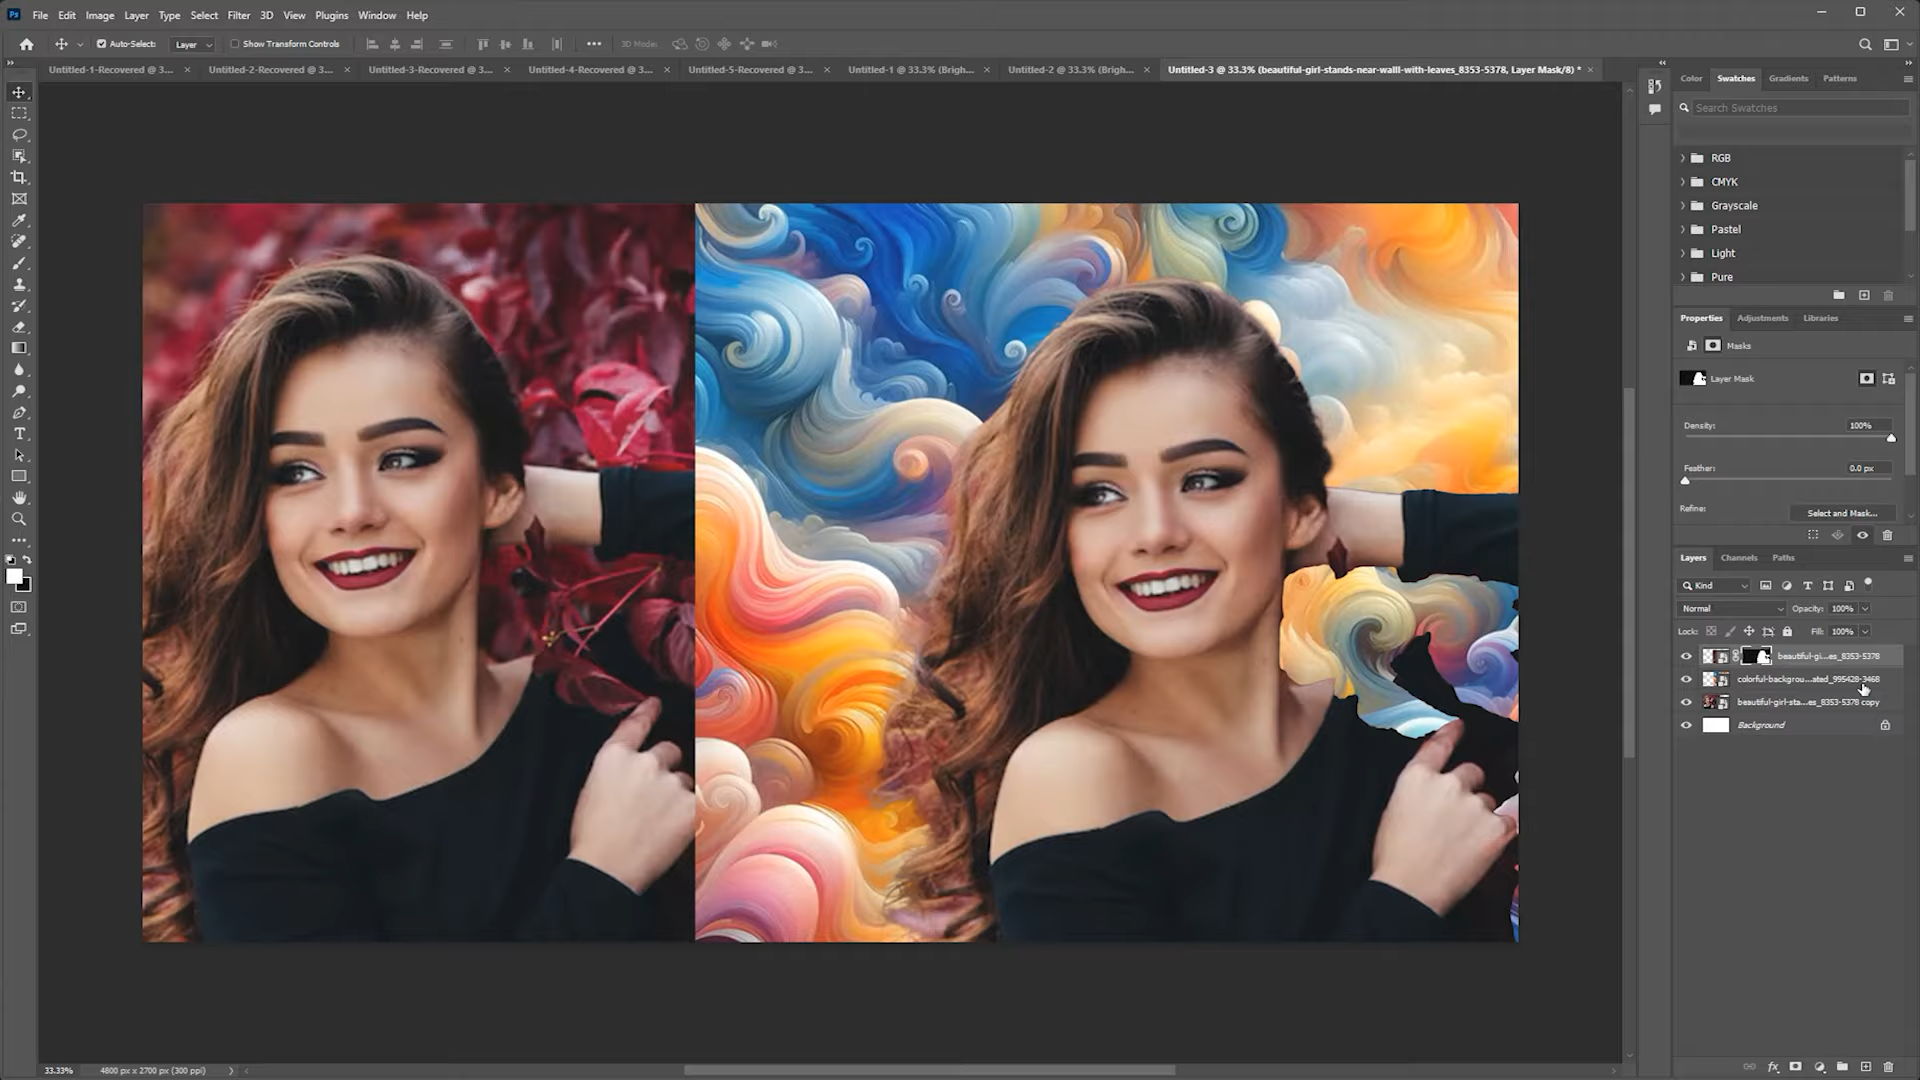 Ps File Edit Image Layer Type Select Filter 3D View Plugins Window Help
Auto-Select: Layer Show Transform Controls 3D Mode:
Untitled-1-Recovered @ 3... Untitled-2-Recovered @ 3... Untitled-3-Recovered @ 3... Untitled-4-Recovered @ 3... Untitled-5-Recovered @ 3... Untitled-1 @ 33.3% (Brigh... Untitled-2 @ 33.3% (Brigh... Untitled-3 @ 33.3% (beautiful-girl-stands-near-walll-with-leaves_8353-5378, Layer Mask/8) *
Color Swatches Gradients Patterns
Search Swatches
RGB
CMYK
Grayscale
Pastel
Light
Pure
Properties Adjustments Libraries
Masks
Layer Mask
Density: 100%
Feather: 0.0 px
Refine: Select and Mask...
Layers Channels Paths
Kind
Normal Opacity: 100%
Lock: Fill: 100%
beautiful-gi...es_8353-5378
colorful-backgrou...ated_995428-3468
beautiful-girl-sta...es_8353-5378 copy
Background
33.33% 4800 px x 2700 px (300 ppi)